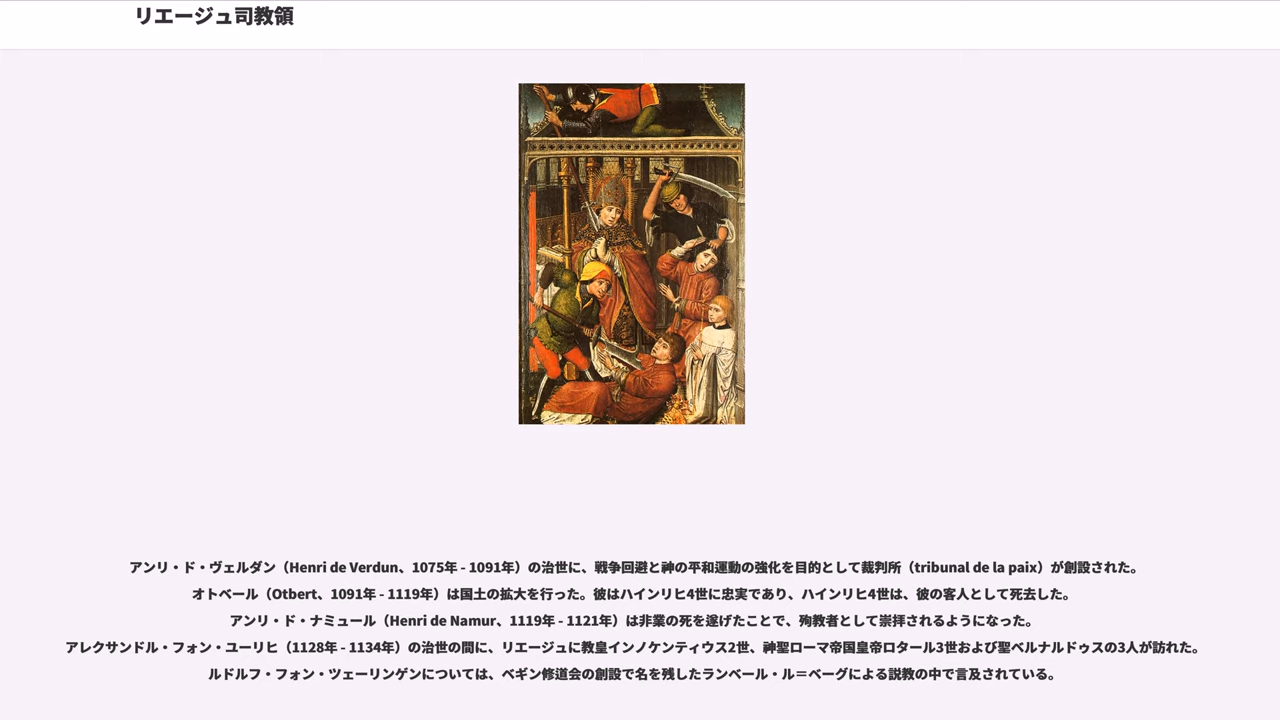 リエージュ司教領
アンリ・ド・ヴェルダン（Henri de Verdun、1075年 - 1091年）の治世に、戦争回避と神の平和運動の強化を目的として裁判所（tribunal de la paix）が創設された。
オトベール（Otbert、1091年 - 1119年）は国土の拡大を行った。彼はハインリヒ4世に忠実であり、ハインリヒ4世は、彼の客人として死去した。
アンリ・ド・ナミュール（Henri de Namur、1119年 - 1121年）は非業の死を遂げたことで、殉教者として崇拝されるようになった。
アレクサンドル・フォン・ユーリヒ（1128年 - 1134年）の治世の間に、リエージュに教皇インノケンティウス2世、神聖ローマ帝国皇帝ロタール3世および聖ベルナルドゥスの3人が訪れた。
ルドルフ・フォン・ツェーリンゲンについては、ベギン修道会の創設で名を残したランベール・ル＝ベーグによる説教の中で言及されている。